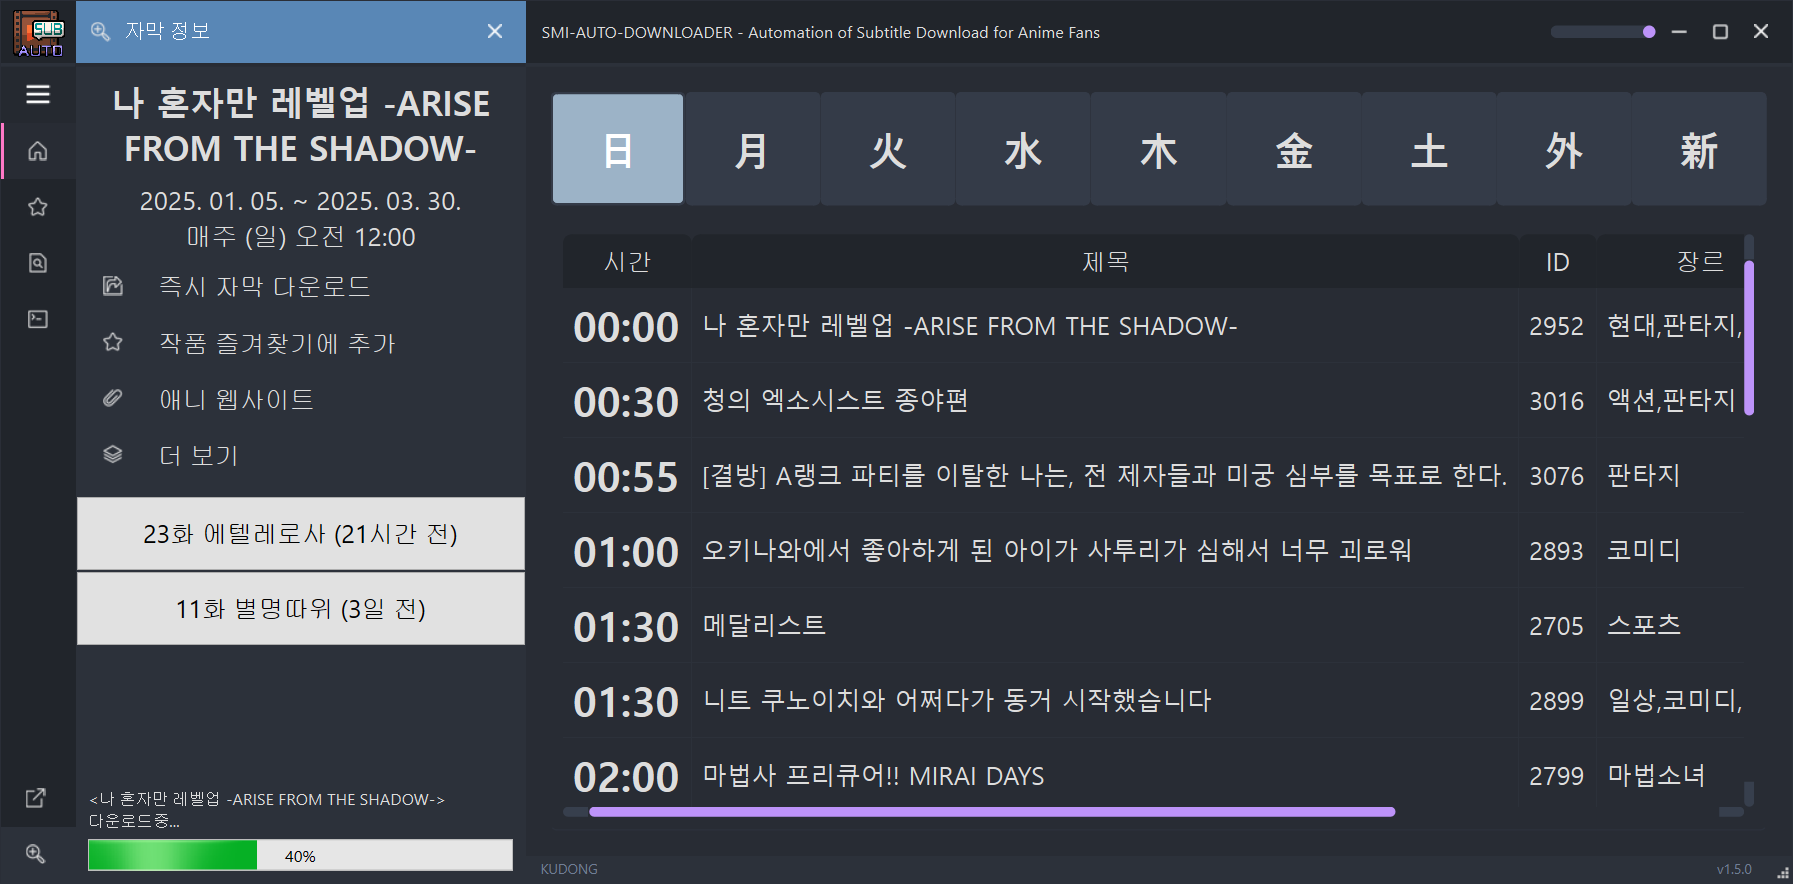 SUB
AUTO
자막 정보
SMI-AUTO-DOWNLOADER - Automation of Subtitle Download for Anime Fans
나 혼자만 레벨업 -ARISE
FROM THE SHADOW-
2025. 01. 05. ~ 2025. 03. 30.
매주 (일) 오전 12:00
즉시 자막 다운로드
작품 즐겨찾기에 추가
애니 웹사이트
더 보기
23화 에텔레로사 (21시간 전)
11화 별명따위 (3일 전)
<나 혼자만 레벨업 -ARISE FROM THE SHADOW->
다운로드중...
40%
日 月 火 水 木 金 土 外 新
시간 제목 ID 장르
00:00 나 혼자만 레벨업 -ARISE FROM THE SHADOW- 2952 현대,판타지,
00:30 청의 엑소시스트 종야편 3016 액션,판타지
00:55 [결방] A랭크 파티를 이탈한 나는, 전 제자들과 미궁 심부를 목표로 한다. 3076 판타지
01:00 오키나와에서 좋아하게 된 아이가 사투리가 심해서 너무 괴로워 2893 코미디
01:30 메달리스트 2705 스포츠
01:30 니트 쿠노이치와 어쩌다가 동거 시작했습니다 2899 일상,코미디,
02:00 마법사 프리큐어!! MIRAI DAYS 2799 마법소녀
KUDONG
v1.5.0